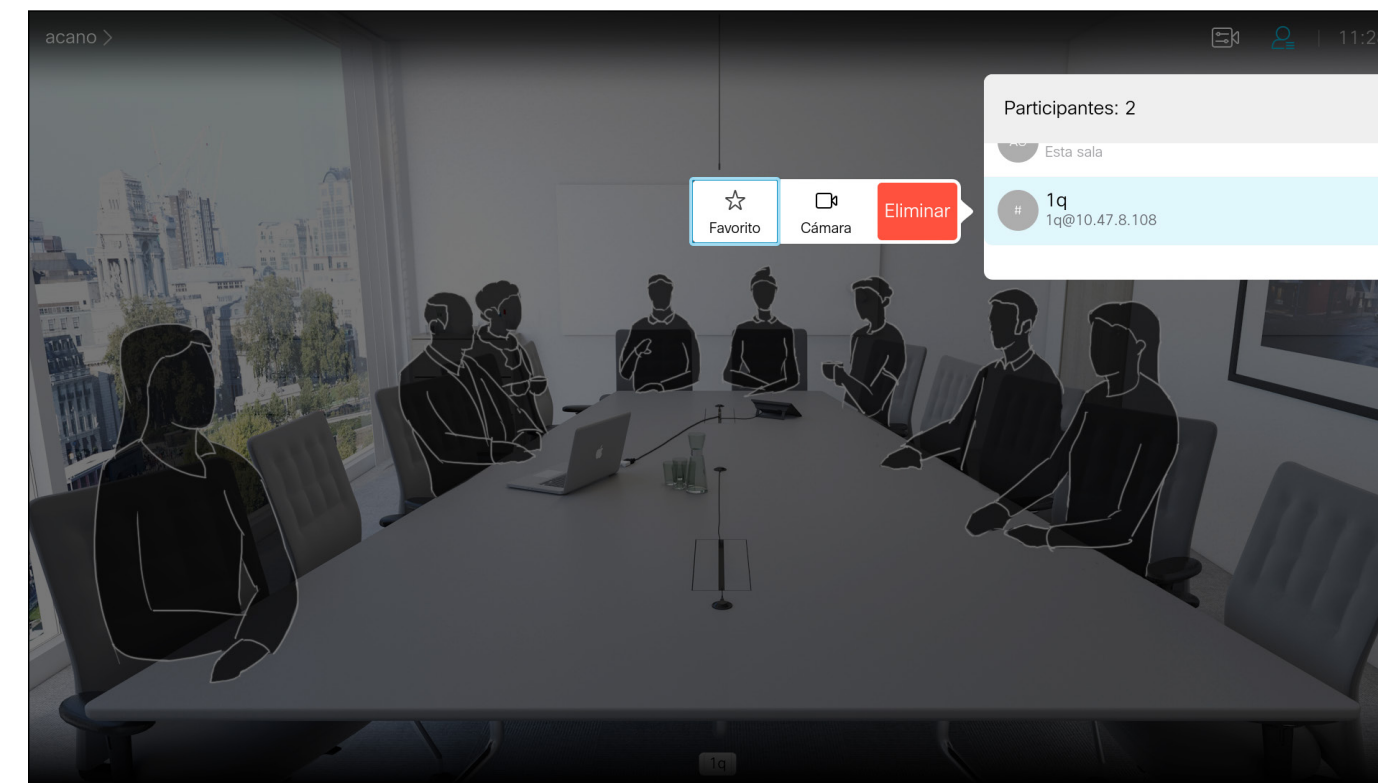 acano >
11:2
Participantes: 2
Esta sala
Favorito
Cámara
Eliminar
#
1q
1q@10.47.8.108
1q